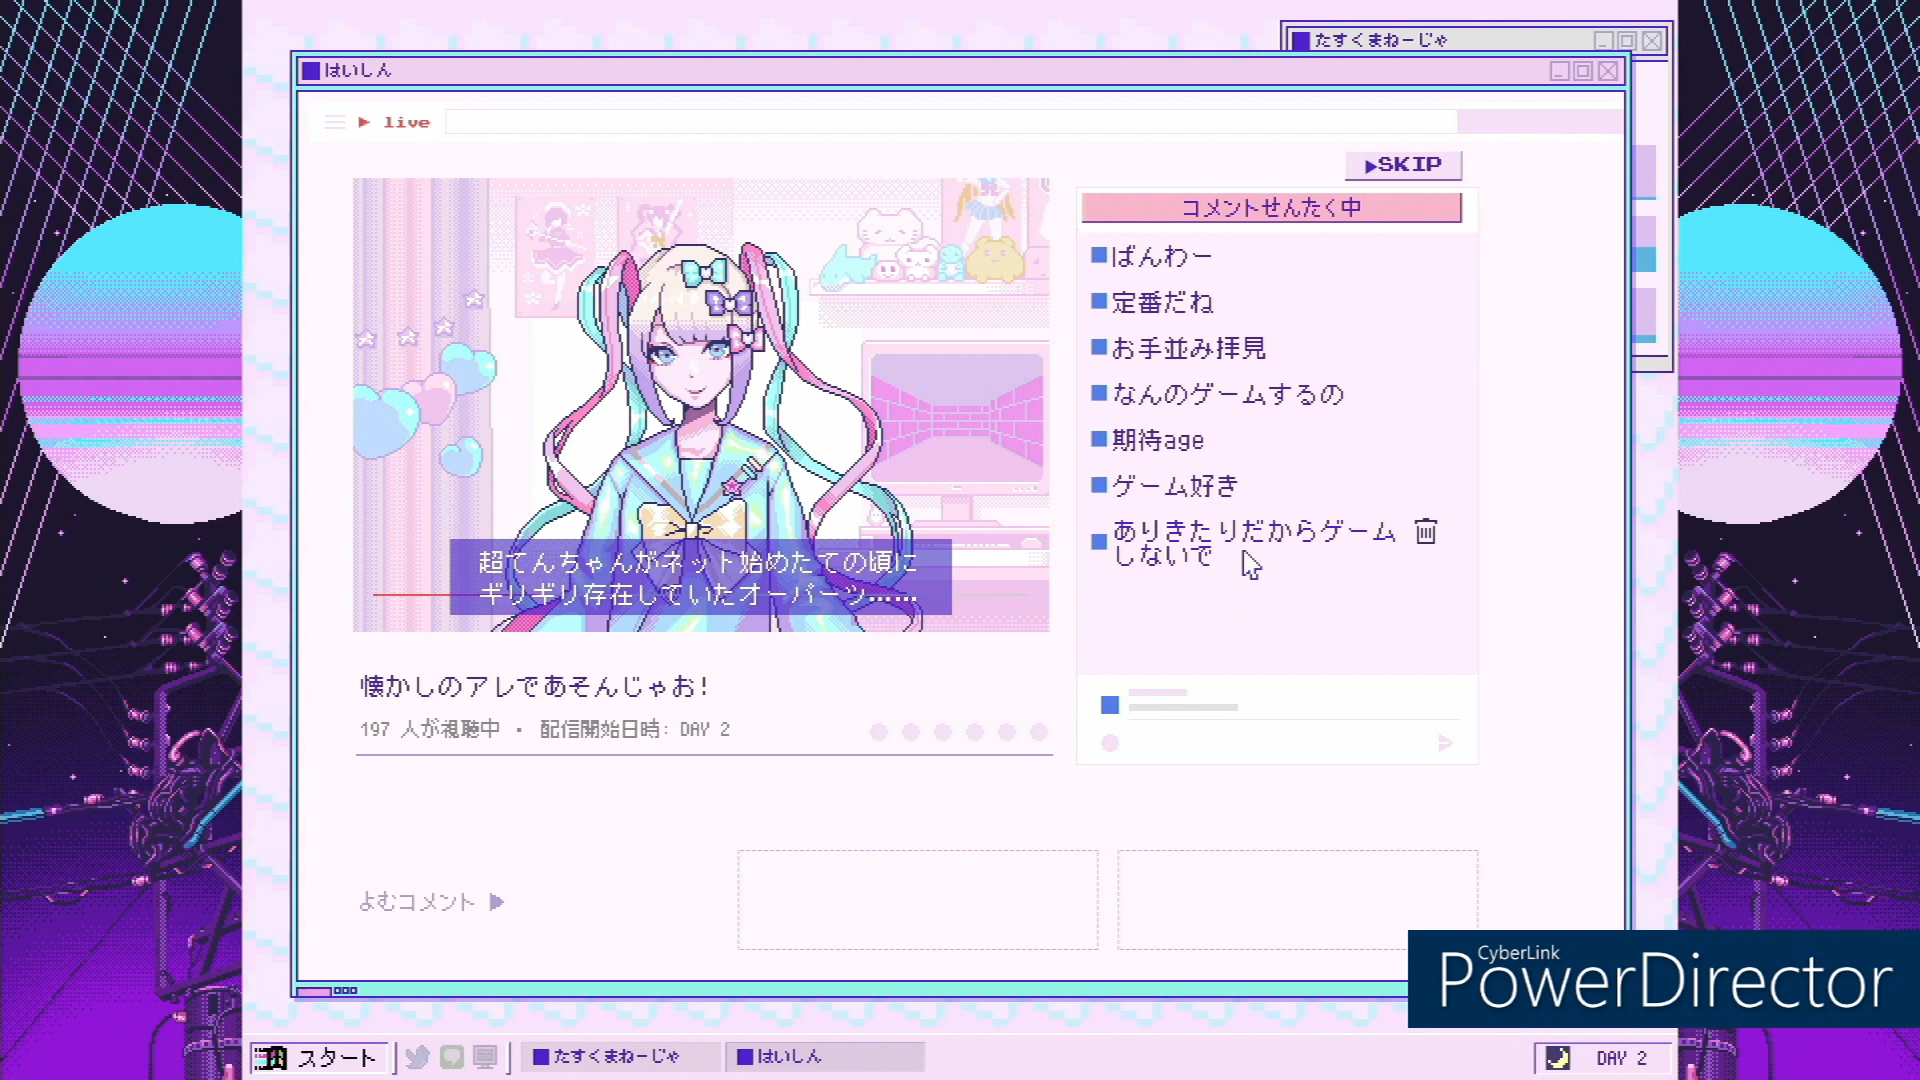 たすくまねーじゃ
はいしん
live
▶SKIP
コメントせんたく中
ばんわー
定番だね
お手並み拝見
なんのゲームするの
期待age
ゲーム好き
ありきたりだからゲーム
しないで
超てんちゃんがネット始めたての頃に
ギリギリ存在していたオーパーツ……
懐かしのアレであそんじゃお!
197 人が視聴中 ・ 配信開始日時: DAY 2
よむコメント ▶
CyberLink
PowerDirector
スタート
たすくまねーじゃ
はいしん
DAY 2